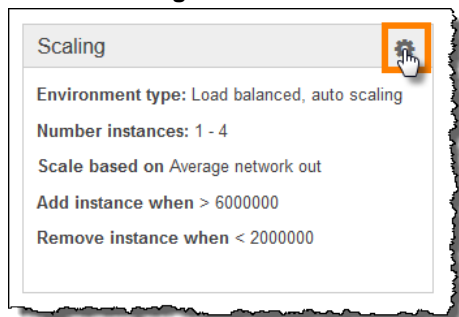 Scaling
Environment type: Load balanced, auto scaling
Number instances: 1 - 4
Scale based on Average network out
Add instance when > 6000000
Remove instance when < 2000000